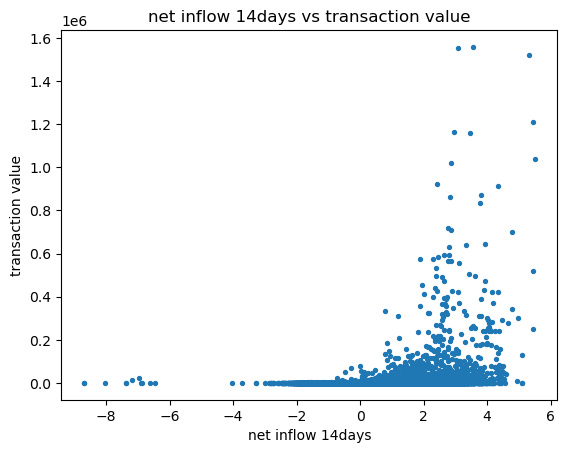 net inflow 14days vs transaction value
1e6
1.6
1.4
1.2
1.0
0.8
0.6
0.4
0.2
0.0
transaction value
−8 −6 −4 −2 0 2 4 6
net inflow 14days